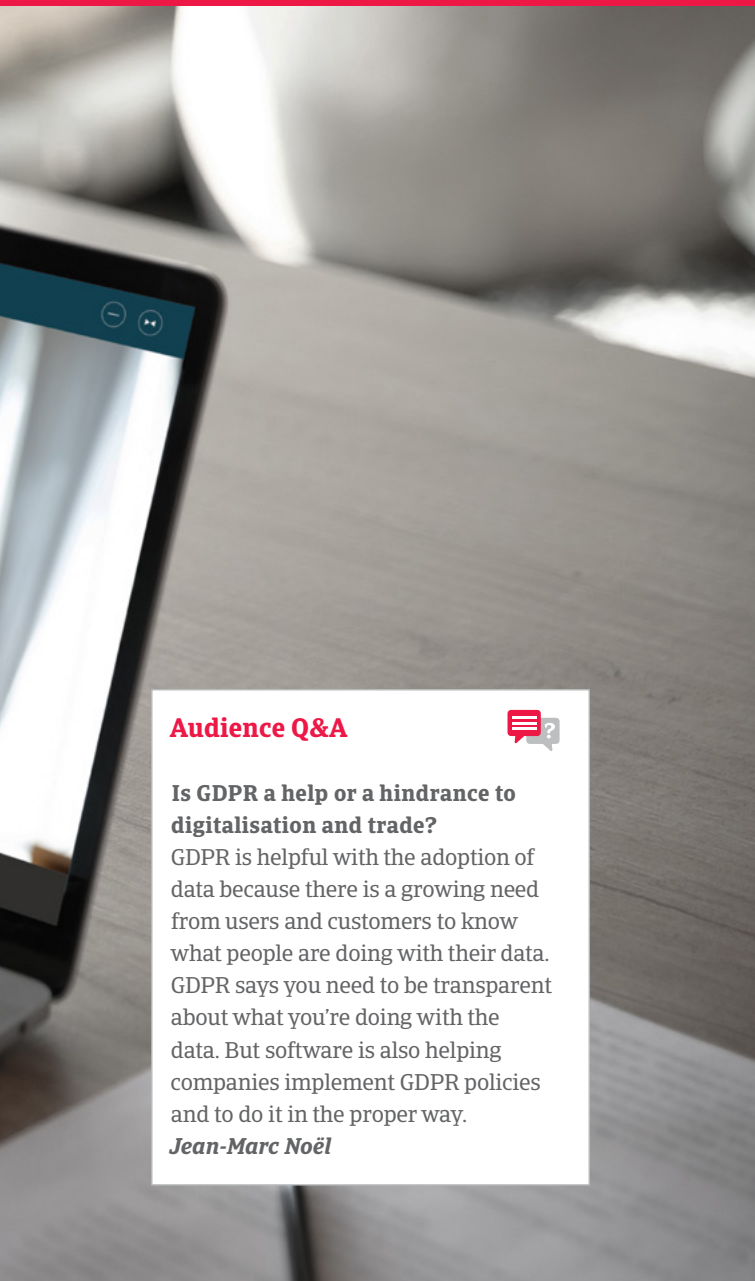 Audience Q&A
?
Is GDPR a help or a hindrance to
digitalisation and trade?
GDPR is helpful with the adoption of
data because there is a growing need
from users and customers to know
what people are doing with their data.
GDPR says you need to be transparent
about what you’re doing with the
data. But software is also helping
companies implement GDPR policies
and to do it in the proper way.
Jean-Marc Noël